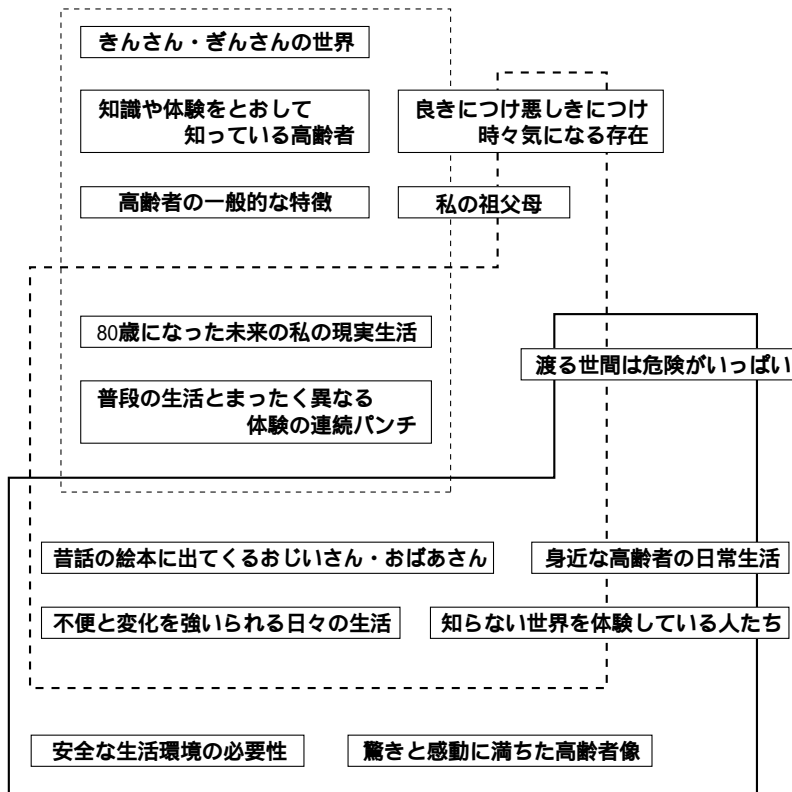 きんさん・ぎんさんの世界
知識や体験をとおして
知っている高齢者
良きにつけ悪しきにつけ
時々気になる存在
高齢者の一般的な特徴
私の祖父母
80歳になった未来の私の現実生活
渡る世間は危険がいっぱい
普段の生活とまったく異なる
体験の連続パンチ
昔話の絵本に出てくるおじいさん・おばあさん
身近な高齢者の日常生活
不便と変化を強いられる日々の生活
知らない世界を体験している人たち
安全な生活環境の必要性
驚きと感動に満ちた高齢者像